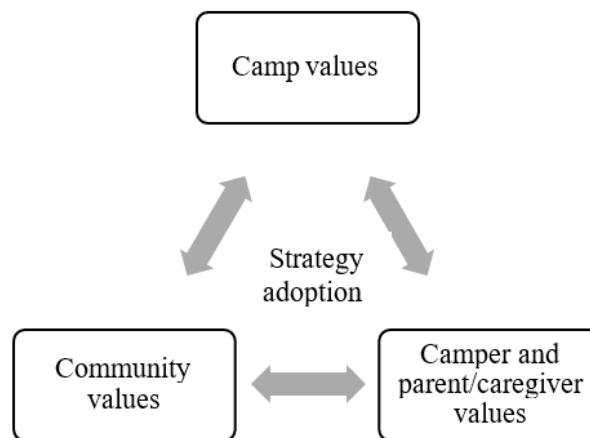 Camp values
Strategy
adoption
Community
values
Camper and
parent/caregiver
values